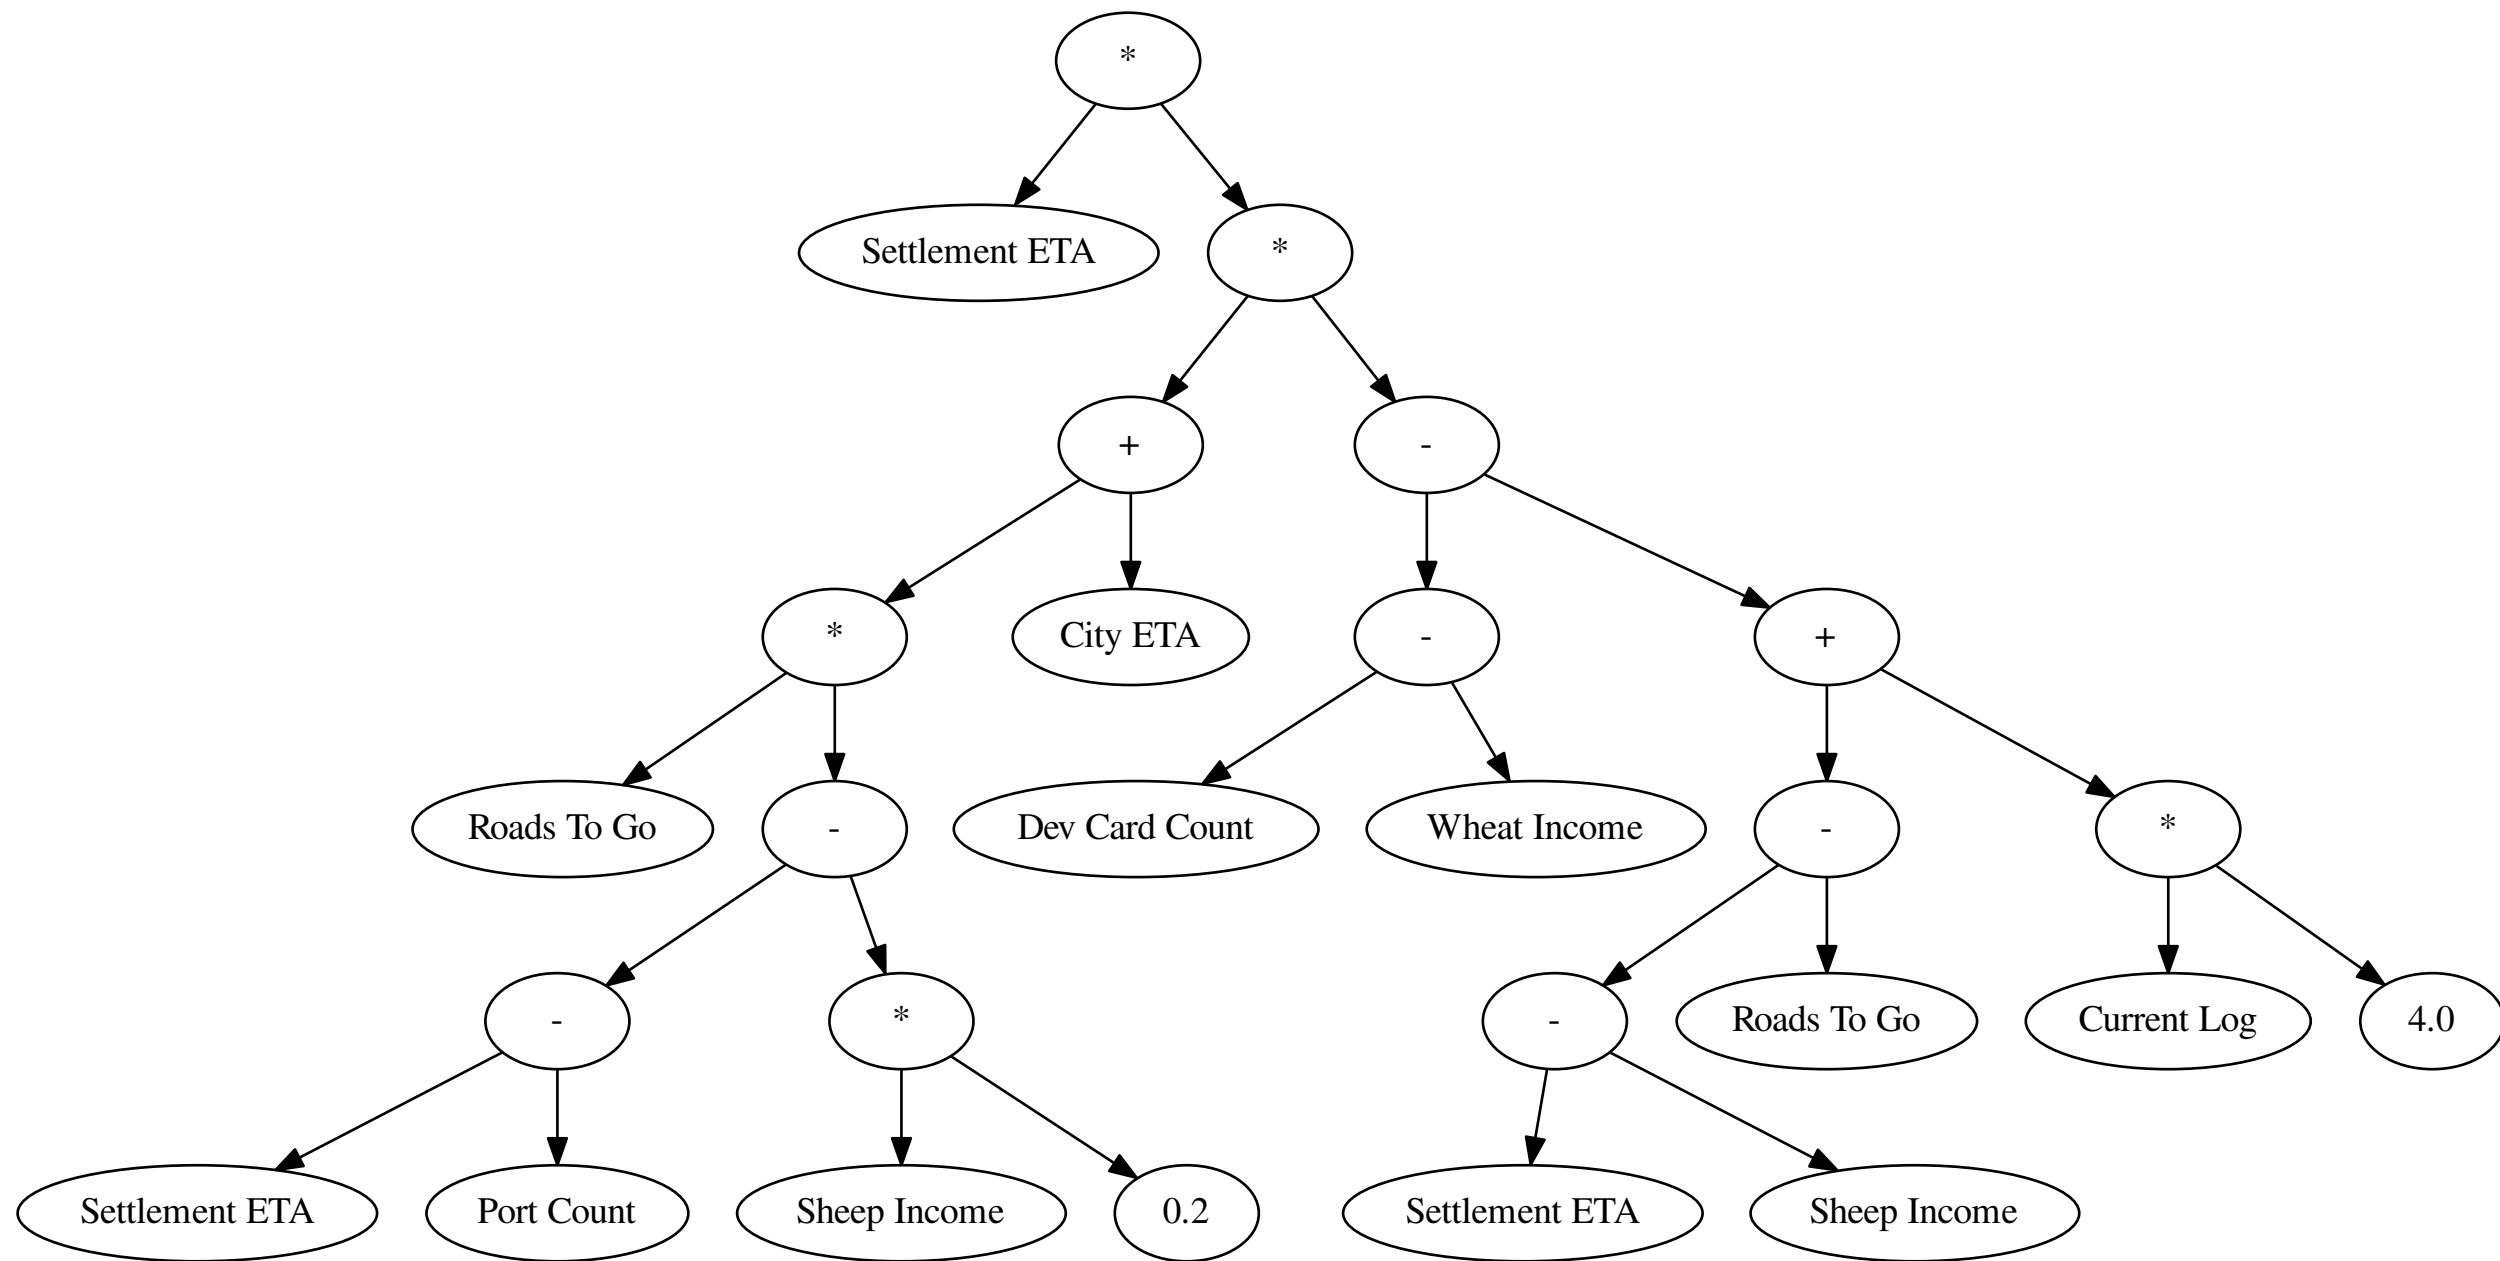 *
Settlement ETA
*
+
-
*
City ETA
-
+
Roads To Go
-
Dev Card Count
Wheat Income
-
*
-
*
-
Roads To Go
Current Log
4.0
Settlement ETA
Port Count
Sheep Income
0.2
Settlement ETA
Sheep Income